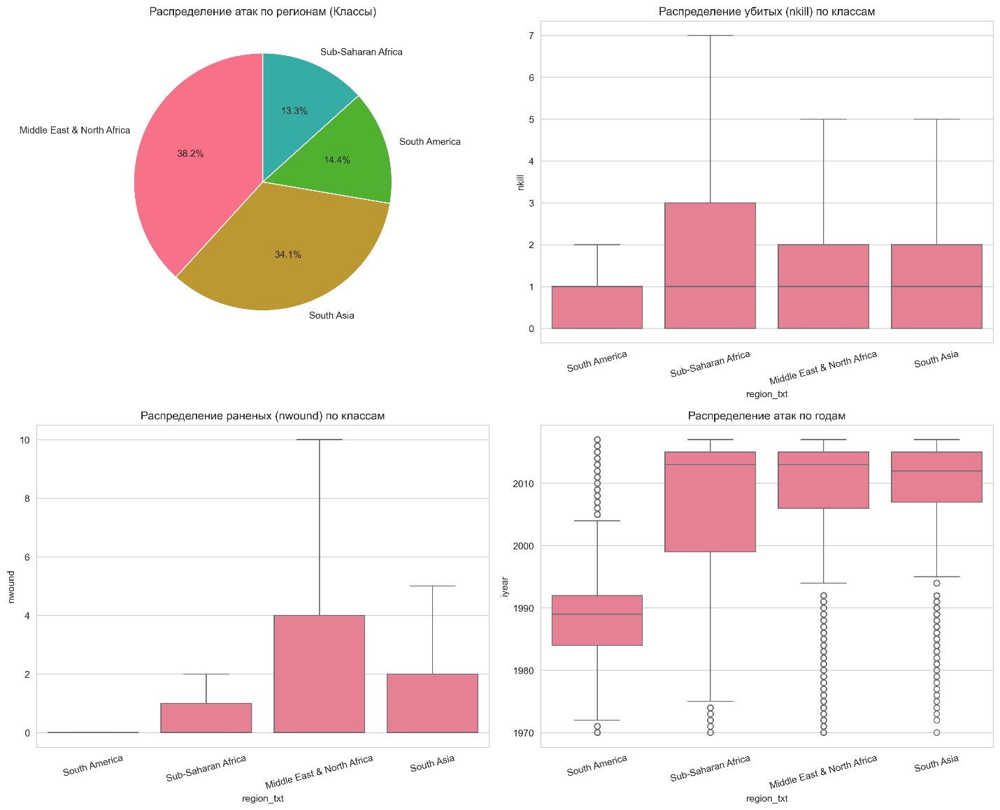 Распределение атак по регионам (Классы)
Sub-Saharan Africa
13.3%
Middle East & North Africa
38.2%
South America
14.4%
34.1%
South Asia
Распределение убитых (nkill) по классам
7
6
5
4
3
2
1
0
nkill
South America
Sub-Saharan Africa
Middle East & North Africa
South Asia
region_txt
Распределение раненых (nwound) по классам
10
8
6
4
2
0
nwound
South America
Sub-Saharan Africa
Middle East & North Africa
South Asia
region_txt
Распределение атак по годам
2010
2000
1990
1980
1970
iyear
South America
Sub-Saharan Africa
Middle East & North Africa
South Asia
region_txt